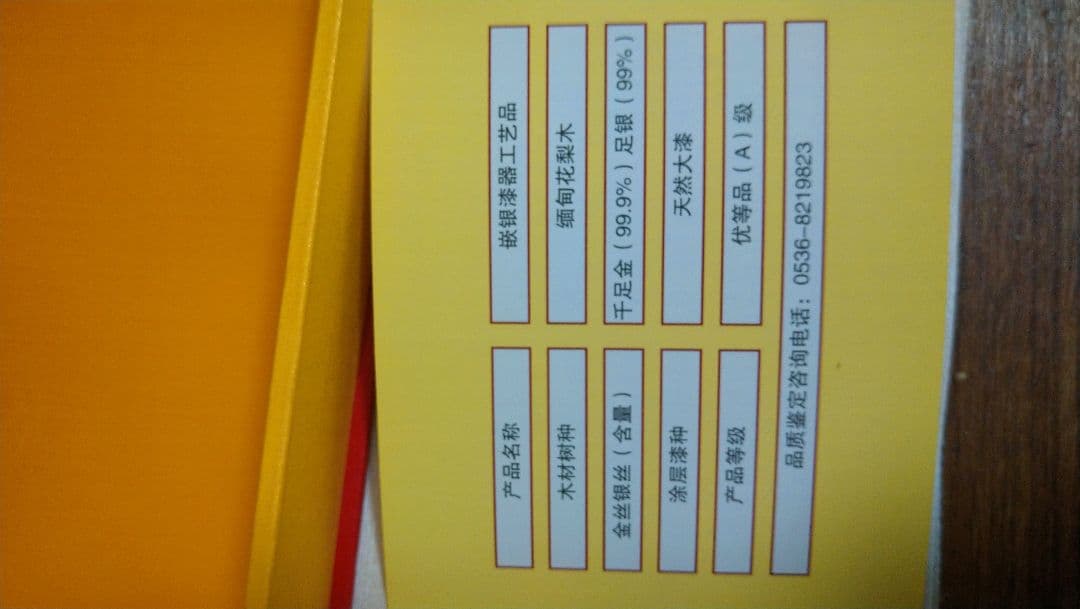 产品名称 嵌银漆器工艺品
木材树种 缅甸花梨木
金丝银丝（含量） 千足金（99.9%）足银（99%）
涂层漆种 天然大漆
产品等级 优等品（A）级
品质鉴定咨询电话：0536-8219823